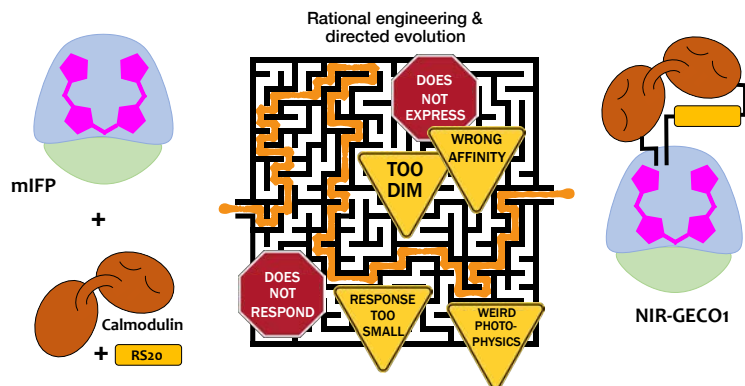 Rational engineering &
directed evolution
mIFP
+
Calmodulin
+ RS20
DOES
NOT
EXPRESS
WRONG
AFFINITY
TOO
DIM
DOES
NOT
RESPOND
RESPONSE
TOO
SMALL
WEIRD
PHOTO-
PHYSICS
NIR-GECO1